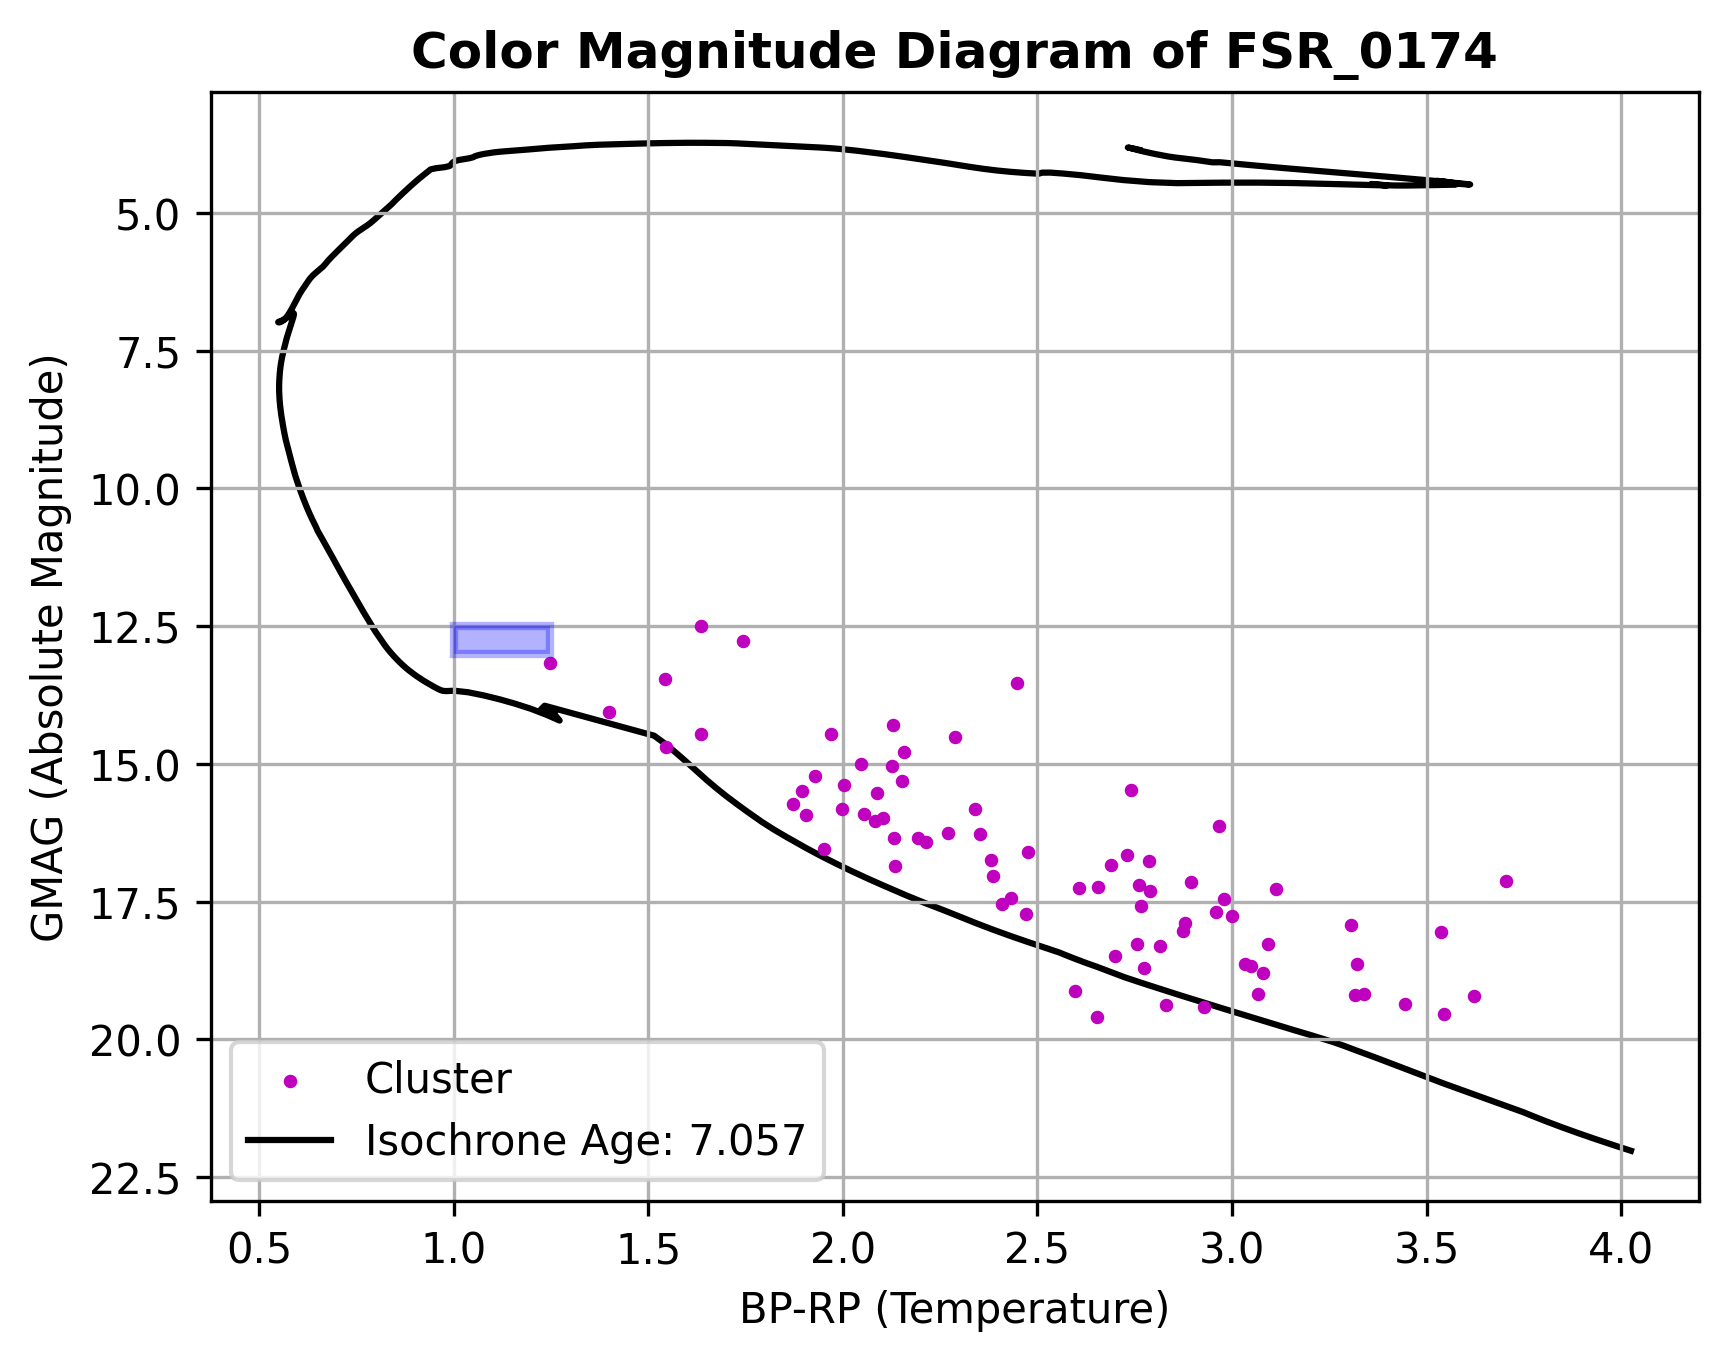 Color Magnitude Diagram of FSR_0174
GMAG (Absolute Magnitude)
5.0
7.5
10.0
12.5
15.0
17.5
20.0
22.5
Cluster
Isochrone Age: 7.057
0.5 1.0 1.5 2.0 2.5 3.0 3.5 4.0
BP-RP (Temperature)